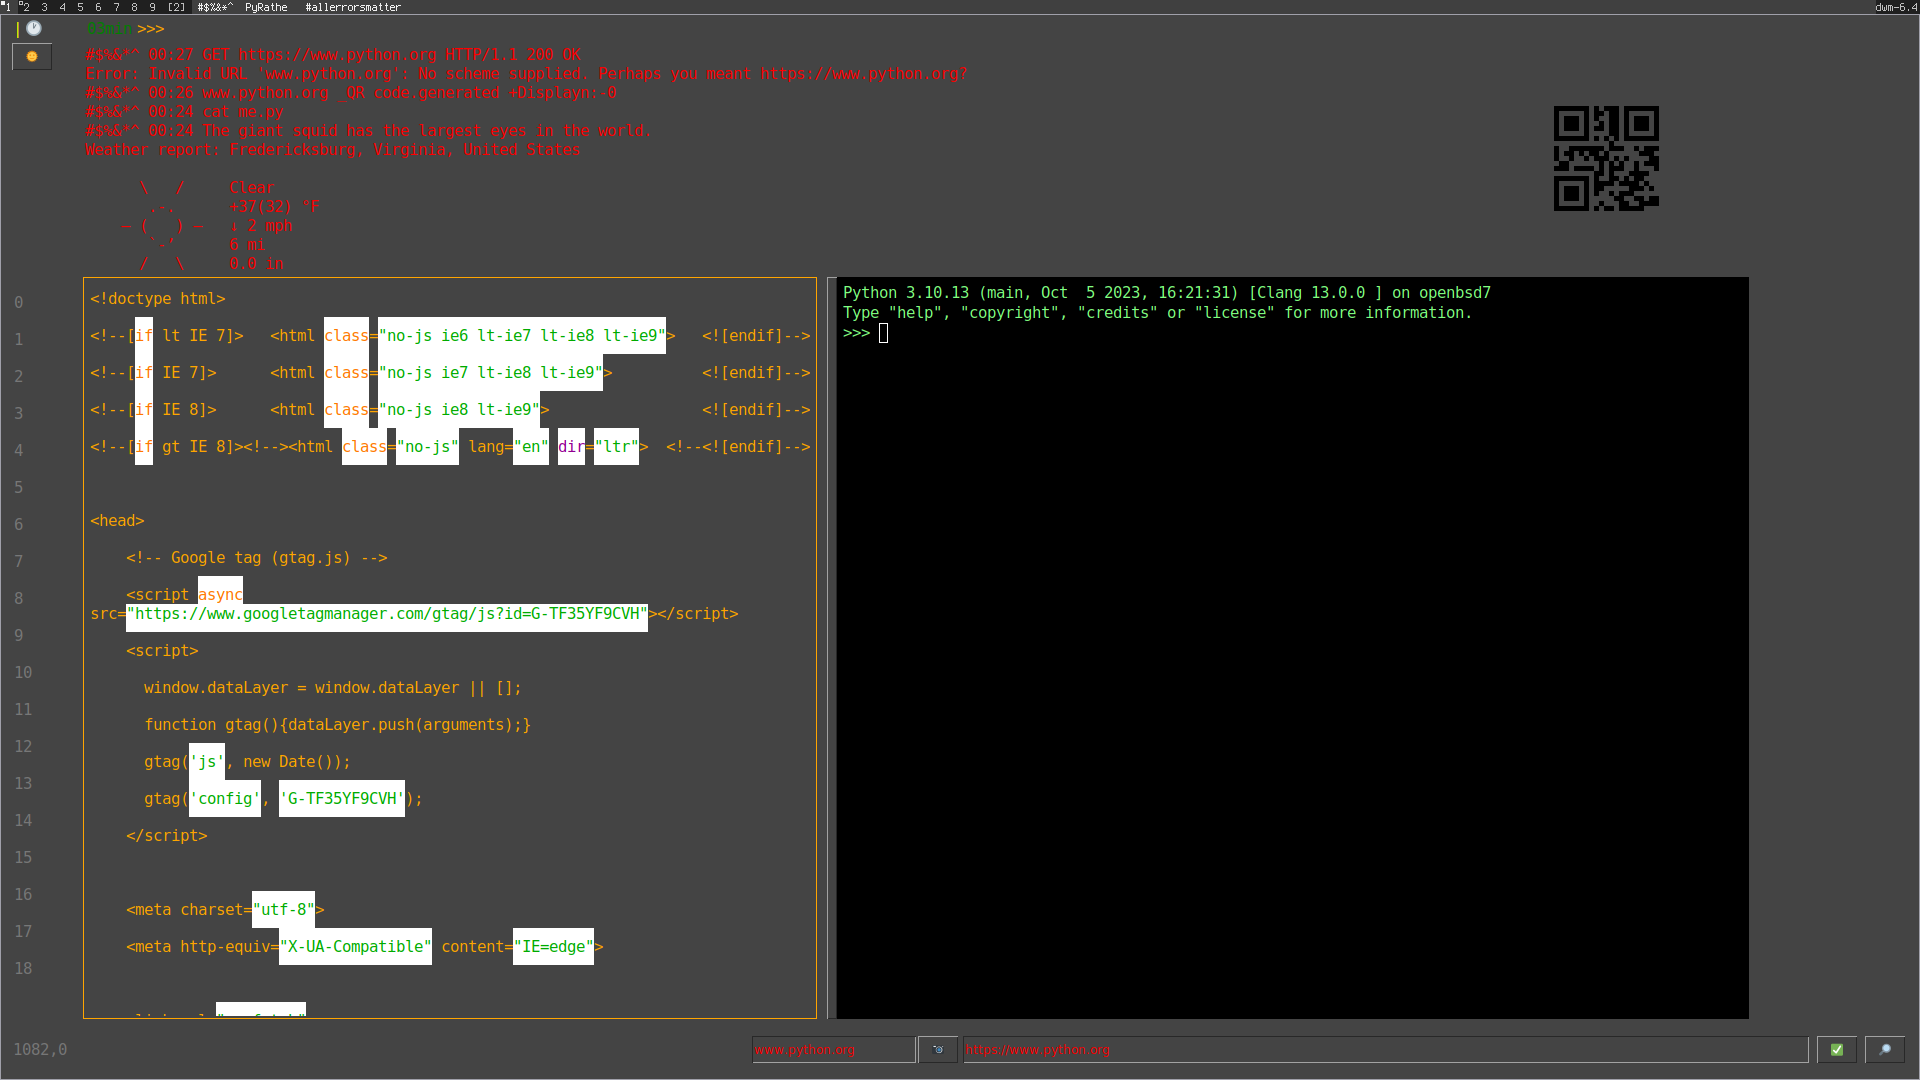 1 2 3 4 5 6 7 8 9 [2] #$%&*^ PyRathe #allerrorsmatter dwm-6.4
| 03min >>>
#$%&*^ 00:27 GET https://www.python.org HTTP/1.1 200 OK
Error: Invalid URL 'www.python.org': No scheme supplied. Perhaps you meant https://www.python.org?
#$%&*^ 00:26 www.python.org  QR code.generated +Displayn:-0
#$%&*^ 00:24 cat me.py
#$%&*^ 00:24 The giant squid has the largest eyes in the world.
Weather report: Fredericksburg, Virginia, United States
\   /     Clear
.-.      +37(32) °F
― (   ) ―   ↓ 2 mph
`-’      6 mi
/   \     0.0 in
0
1
2
3
4
5
6
7
8
9
10
11
12
13
14
15
16
17
18
<!doctype html>
<!--[if lt IE 7]>   <html class="no-js ie6 lt-ie7 lt-ie8 lt-ie9">   <![endif]-->
<!--[if IE 7]>      <html class="no-js ie7 lt-ie8 lt-ie9">          <![endif]-->
<!--[if IE 8]>      <html class="no-js ie8 lt-ie9">                 <![endif]-->
<!--[if gt IE 8]><!--><html class="no-js" lang="en" dir="ltr">  <!--<![endif]-->
<head>
<!-- Google tag (gtag.js) -->
<script async
src="https://www.googletagmanager.com/gtag/js?id=G-TF35YF9CVH"></script>
<script>
window.dataLayer = window.dataLayer || [];
function gtag(){dataLayer.push(arguments);}
gtag('js', new Date());
gtag('config', 'G-TF35YF9CVH');
</script>
<meta charset="utf-8">
<meta http-equiv="X-UA-Compatible" content="IE=edge">
Python 3.10.13 (main, Oct  5 2023, 16:21:31) [Clang 13.0.0 ] on openbsd7
Type "help", "copyright", "credits" or "license" for more information.
>>>
1082,0
www.python.org
https://www.python.org